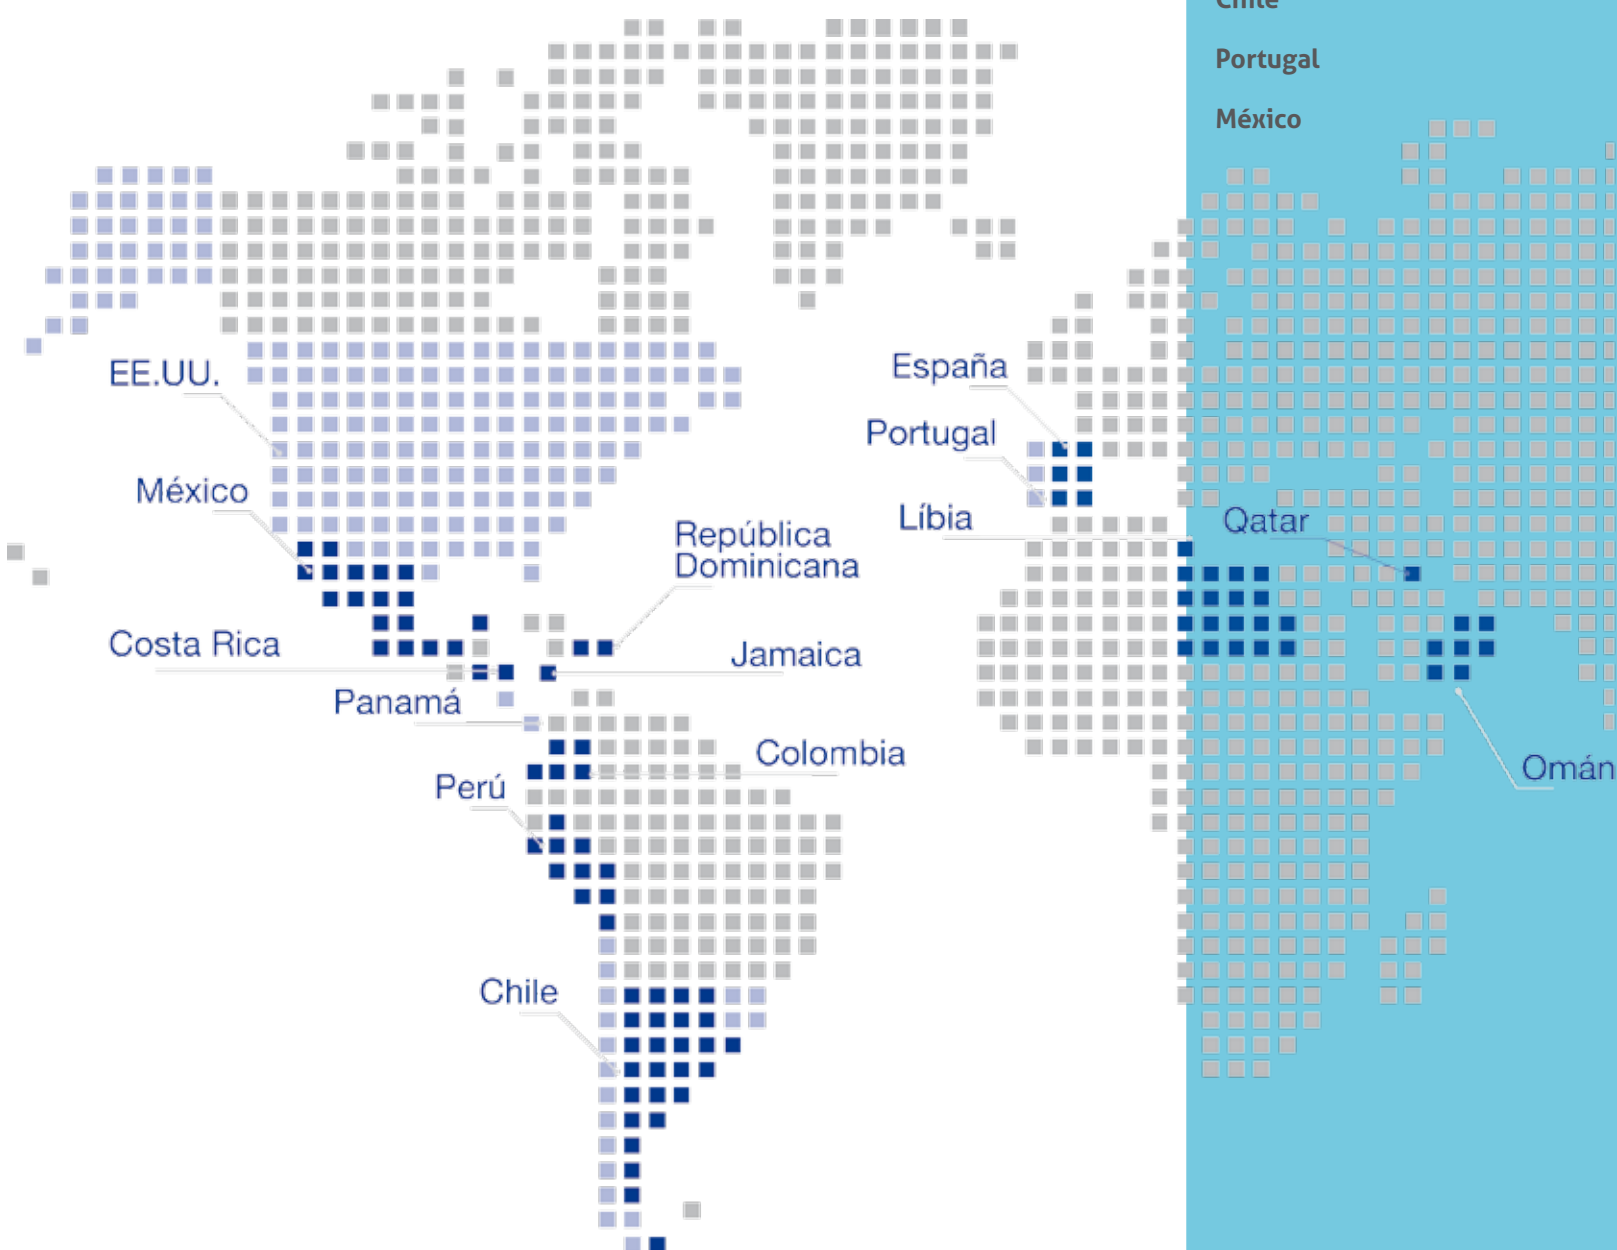 Chile
Portugal
México
EE.UU.
España
Portugal
México
Líbia
Qatar
República
Dominicana
Costa Rica
Jamaica
Panamá
Colombia
Omán
Perú
Chile